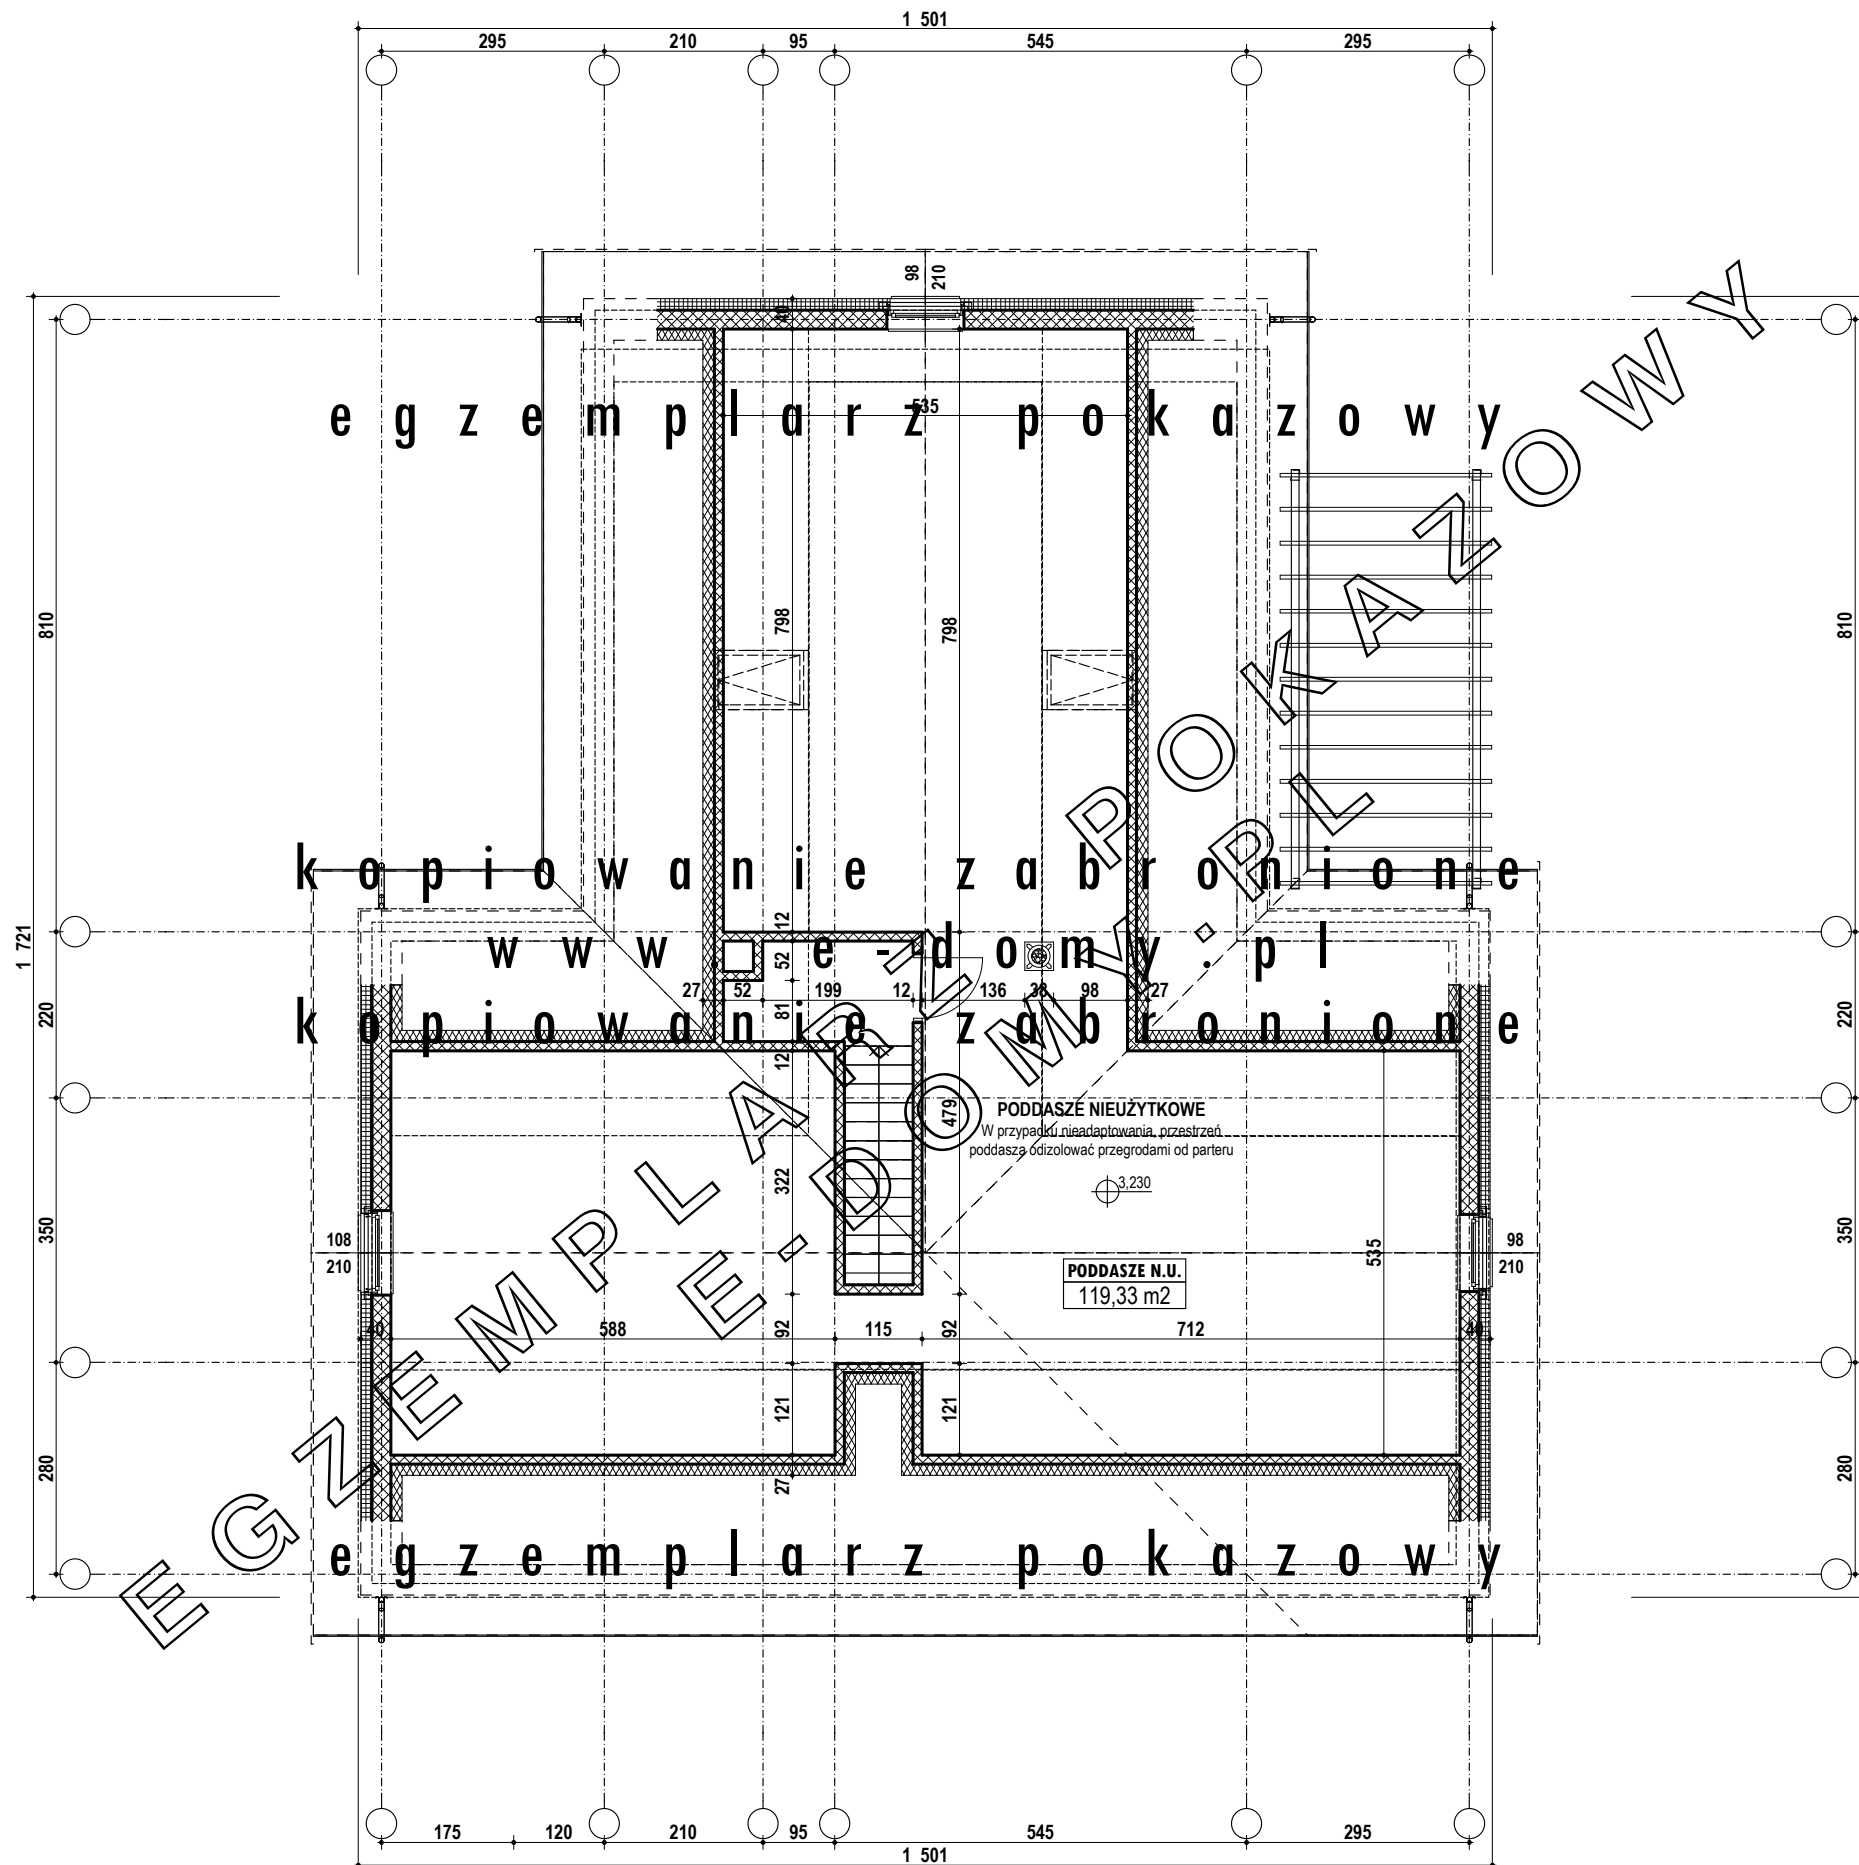 1 501
295 210 95 545 295
98
210
40
535
egzemplarz pokazowy
798
798
810
810
kopiowanie zabronione
12
1 721
www.e-domy.pl
52
27 52 199 12 136 38 98 27
81
220
220
kopiowanie zabronione
12
479
PODDASZE NIEUŻYTKOWE
W przypadku nieadaptowania, przestrzeń
poddasza odizolować przegrodami od parteru
322
3,230
350
350
108
210
98
210
535
PODDASZE N.U.
119,33 m2
40 588 92 115 92 712 40
121
121
280
280
27
egzemplarz pokazowy
EGZEMPLARZ POKAZOWY
E-DOMY.PL
175 120 210 95 545 295
1 501